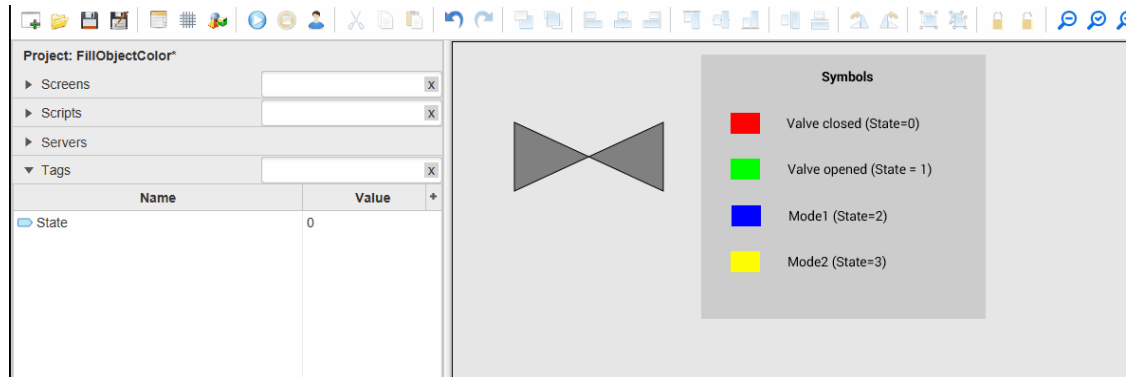 Project: FillObjectColor*
Screens
x
Scripts
x
Servers
Tags
x
Name Value +
State 0
Symbols
Valve closed (State=0)
Valve opened (State = 1)
Mode1 (State=2)
Mode2 (State=3)